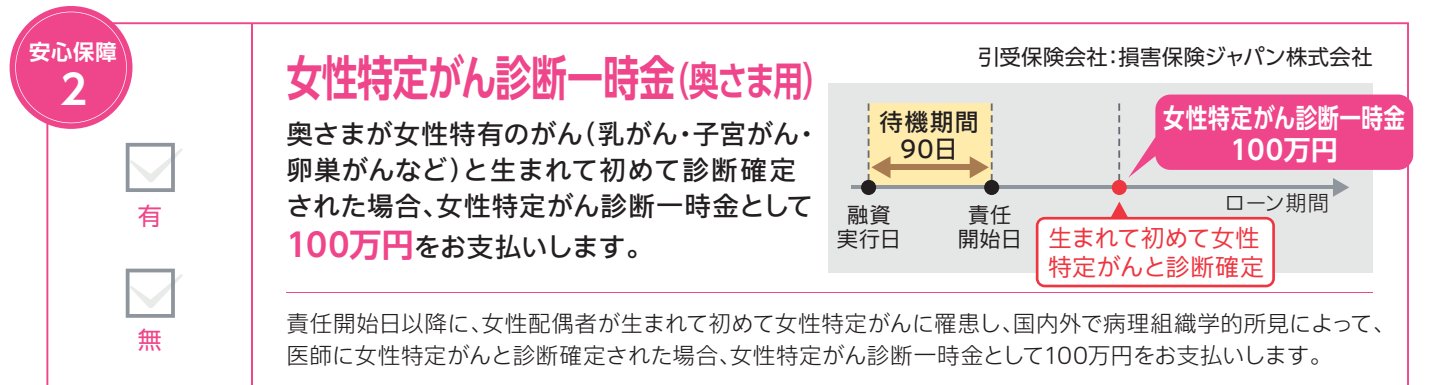 安心保障
2
有
無
女性特定がん診断一時金(奥さま用)
奥さまが女性特有のがん(乳がん・子宮がん・
卵巣がんなど)と生まれて初めて診断確定
された場合、女性特定がん診断一時金として
100万円をお支払いします。
引受保険会社:損害保険ジャパン株式会社
待機期間
90日
女性特定がん診断一時金
100万円
融資
実行日
責任
開始日
ローン期間
生まれて初めて女性
特定がんと診断確定
責任開始日以降に、女性配偶者が生まれて初めて女性特定がんに罹患し、国内外で病理組織学的所見によって、
医師に女性特定がんと診断確定された場合、女性特定がん診断一時金として100万円をお支払いします。